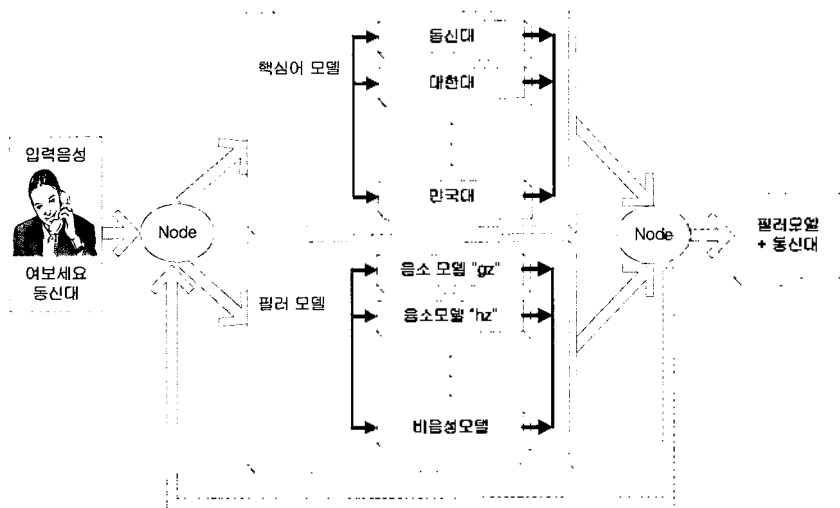 입력음성
여보세요
동신대
Node
핵심어 모델
동신대
대한대
민국대
필러 모델
음소 모델 "gz"
음소모델 "hz"
비음성모델
Node
필러모델
+ 동신대